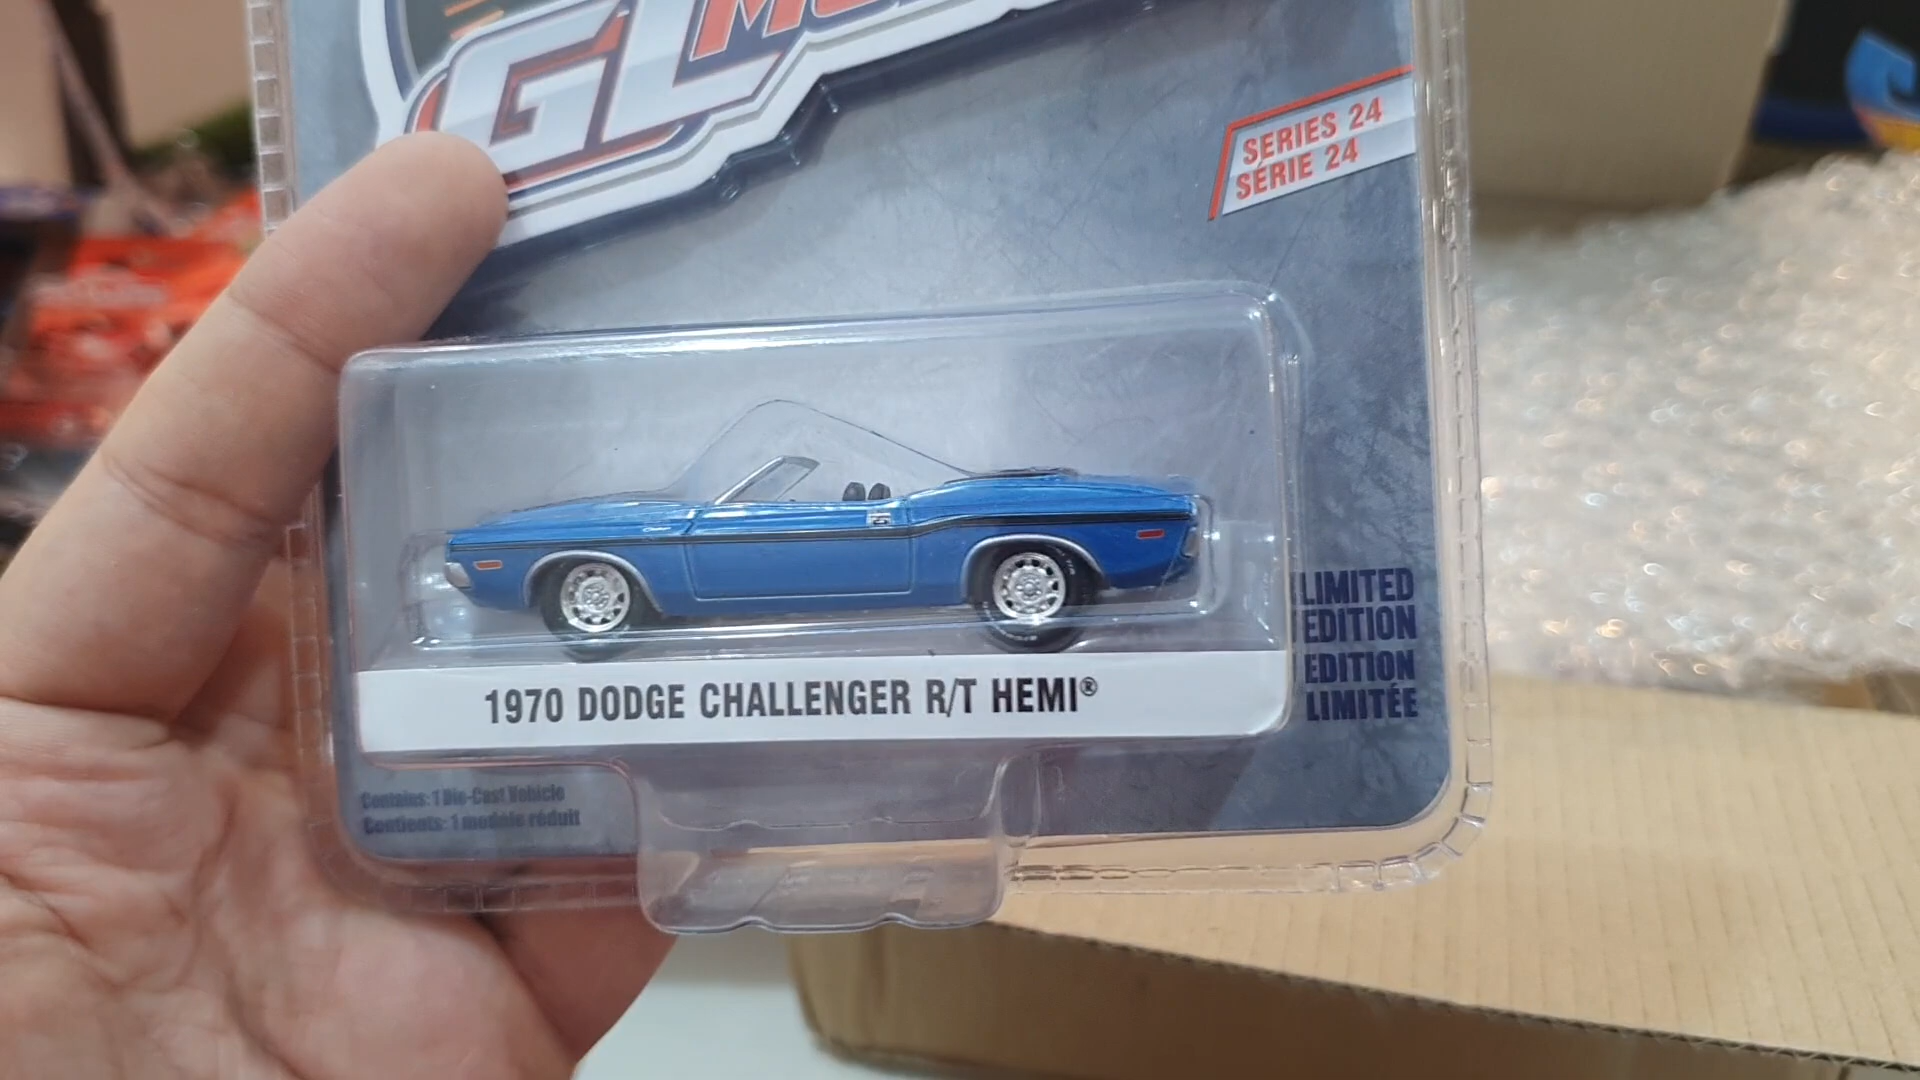 GL
SERIES 24
SÉRIE 24
LIMITED
EDITION
EDITION
LIMITÉE
1970 DODGE CHALLENGER R/T HEMI®
Contains: 1 Die-Cast Vehicle
Contients: 1 modèle réduit